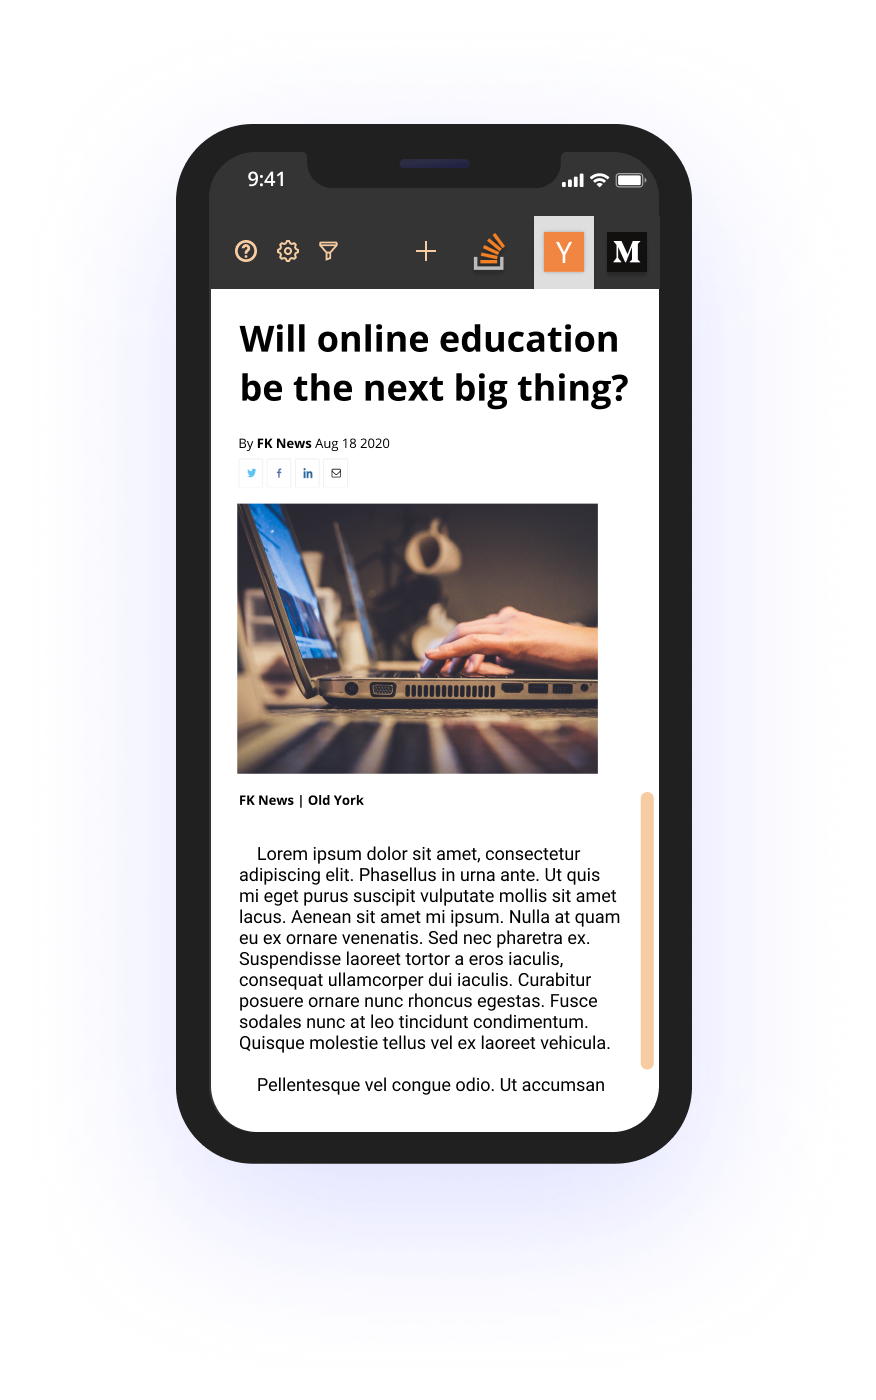 9:41
Y
M
Will online education
be the next big thing?
By FK News Aug 18 2020
f
in
FK News | Old York
Lorem ipsum dolor sit amet, consectetur
adipiscing elit. Phasellus in urna ante. Ut quis
mi eget purus suscipit vulputate mollis sit amet
lacus. Aenean sit amet mi ipsum. Nulla at quam
eu ex ornare venenatis. Sed nec pharetra ex.
Suspendisse laoreet tortor a eros iaculis,
consequat ullamcorper dui iaculis. Curabitur
posuere ornare nunc rhoncus egestas. Fusce
sodales nunc at leo tincidunt condimentum.
Quisque molestie tellus vel ex laoreet vehicula.
Pellentesque vel congue odio. Ut accumsan